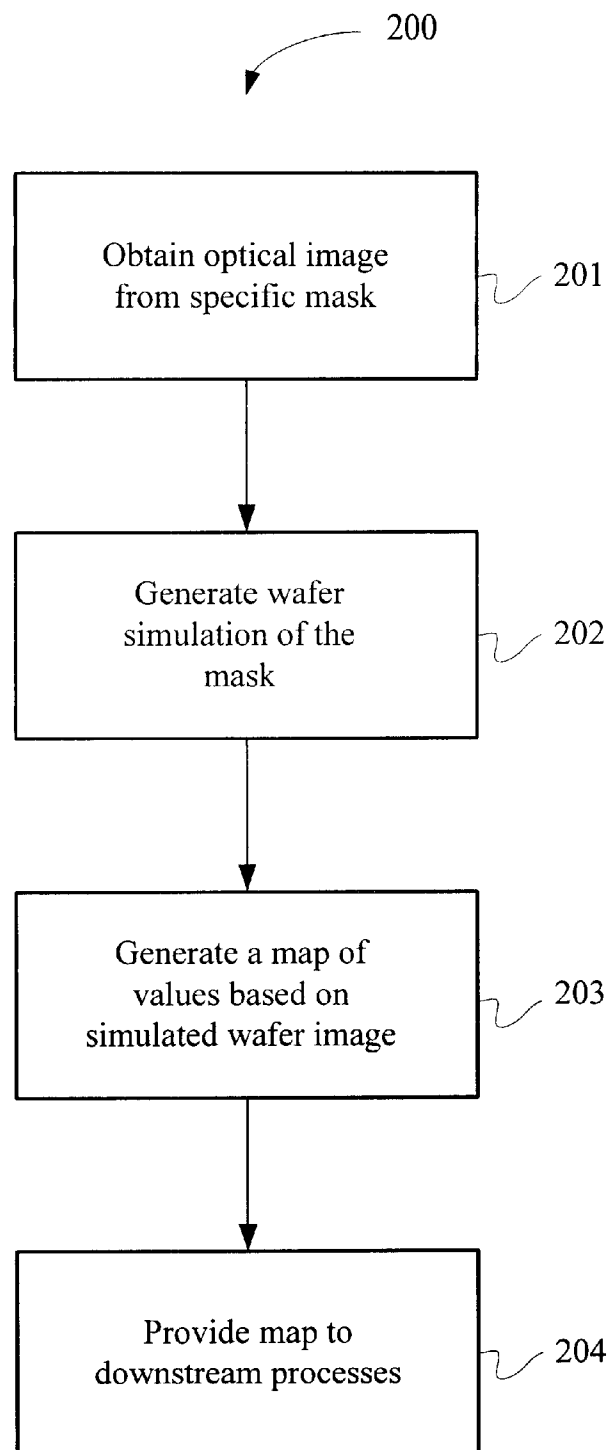 200
Obtain optical image
from specific mask
201
Generate wafer
simulation of the
mask
202
Generate a map of
values based on
simulated wafer image
203
Provide map to
downstream processes
204